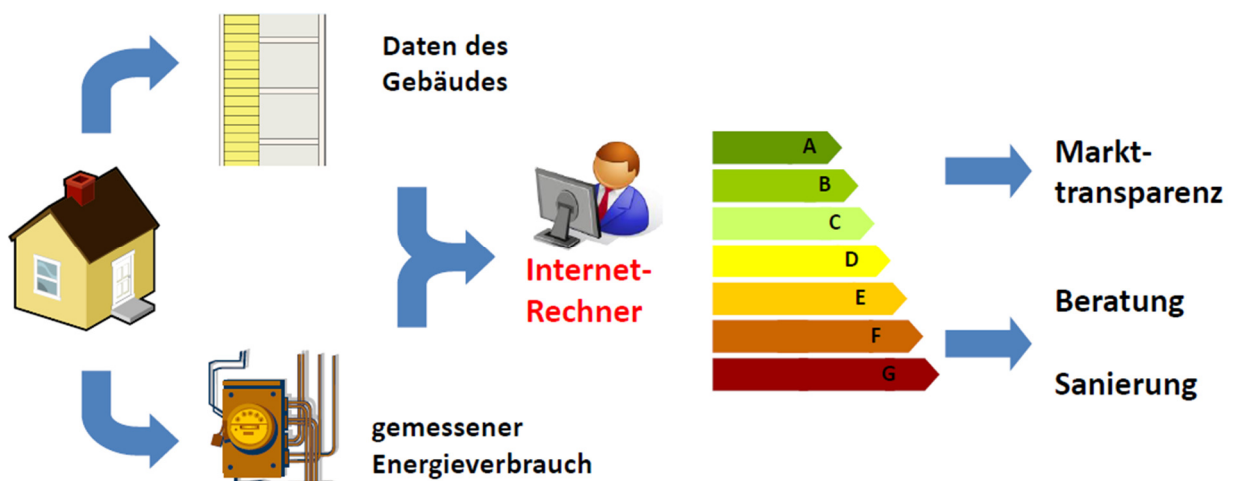 Daten des
Gebäudes
gemessener
Energieverbrauch
Internet-
Rechner
A
B
C
D
E
F
G
Markt-
transparenz
Beratung
Sanierung